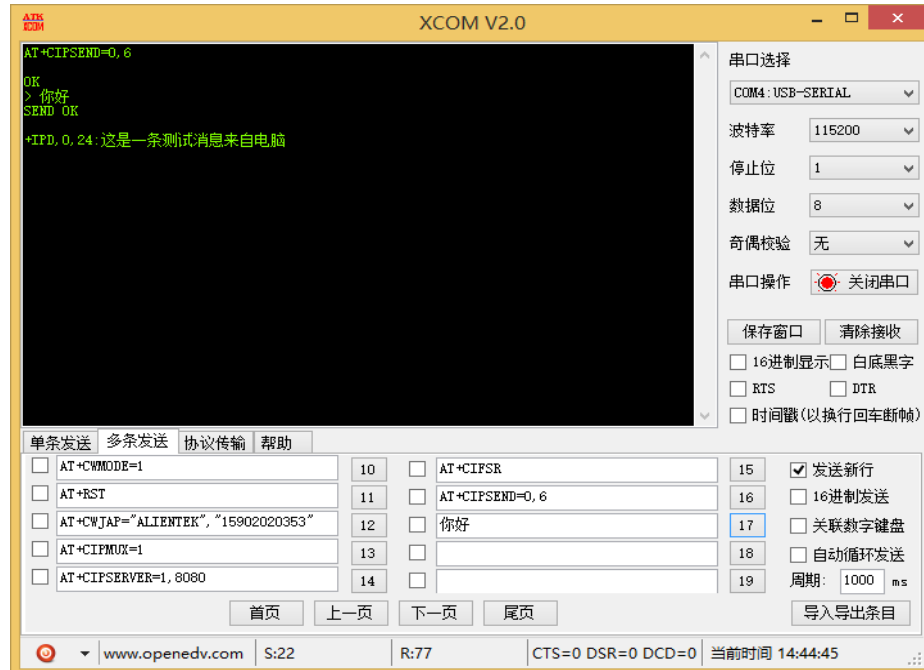 ATK
XCOM
XCOM V2.0
AT+CIPSEND=0,6
OK
> 你好
SEND OK
+IPD,0,24:这是一条测试消息来自电脑
串口选择
COM4:USB-SERIAL
波特率 115200
停止位 1
数据位 8
奇偶校验 无
串口操作 关闭串口
保存窗口 清除接收
16进制显示 白底黑字
RTS DTR
时间戳(以换行回车断帧)
单条发送 多条发送 协议传输 帮助
AT+CWMODE=1 10 AT+CIFSR 15 发送新行
AT+RST 11 AT+CIPSEND=0,6 16 16进制发送
AT+CWJAP="ALIENTEK","15902020353" 12 你好 17 关联数字键盘
AT+CIPMUX=1 13 18 自动循环发送
AT+CIPSERVER=1,8080 14 19 周期: 1000 ms
首页 上一页 下一页 尾页 导入导出条目
www.openedv.com S:22 R:77 CTS=0 DSR=0 DCD=0 当前时间 14:44:45